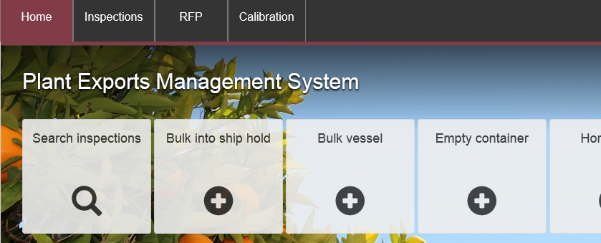 Home Inspections RFP Calibration
Plant Exports Management System
Search inspections Bulk into ship hold Bulk vessel Empty container